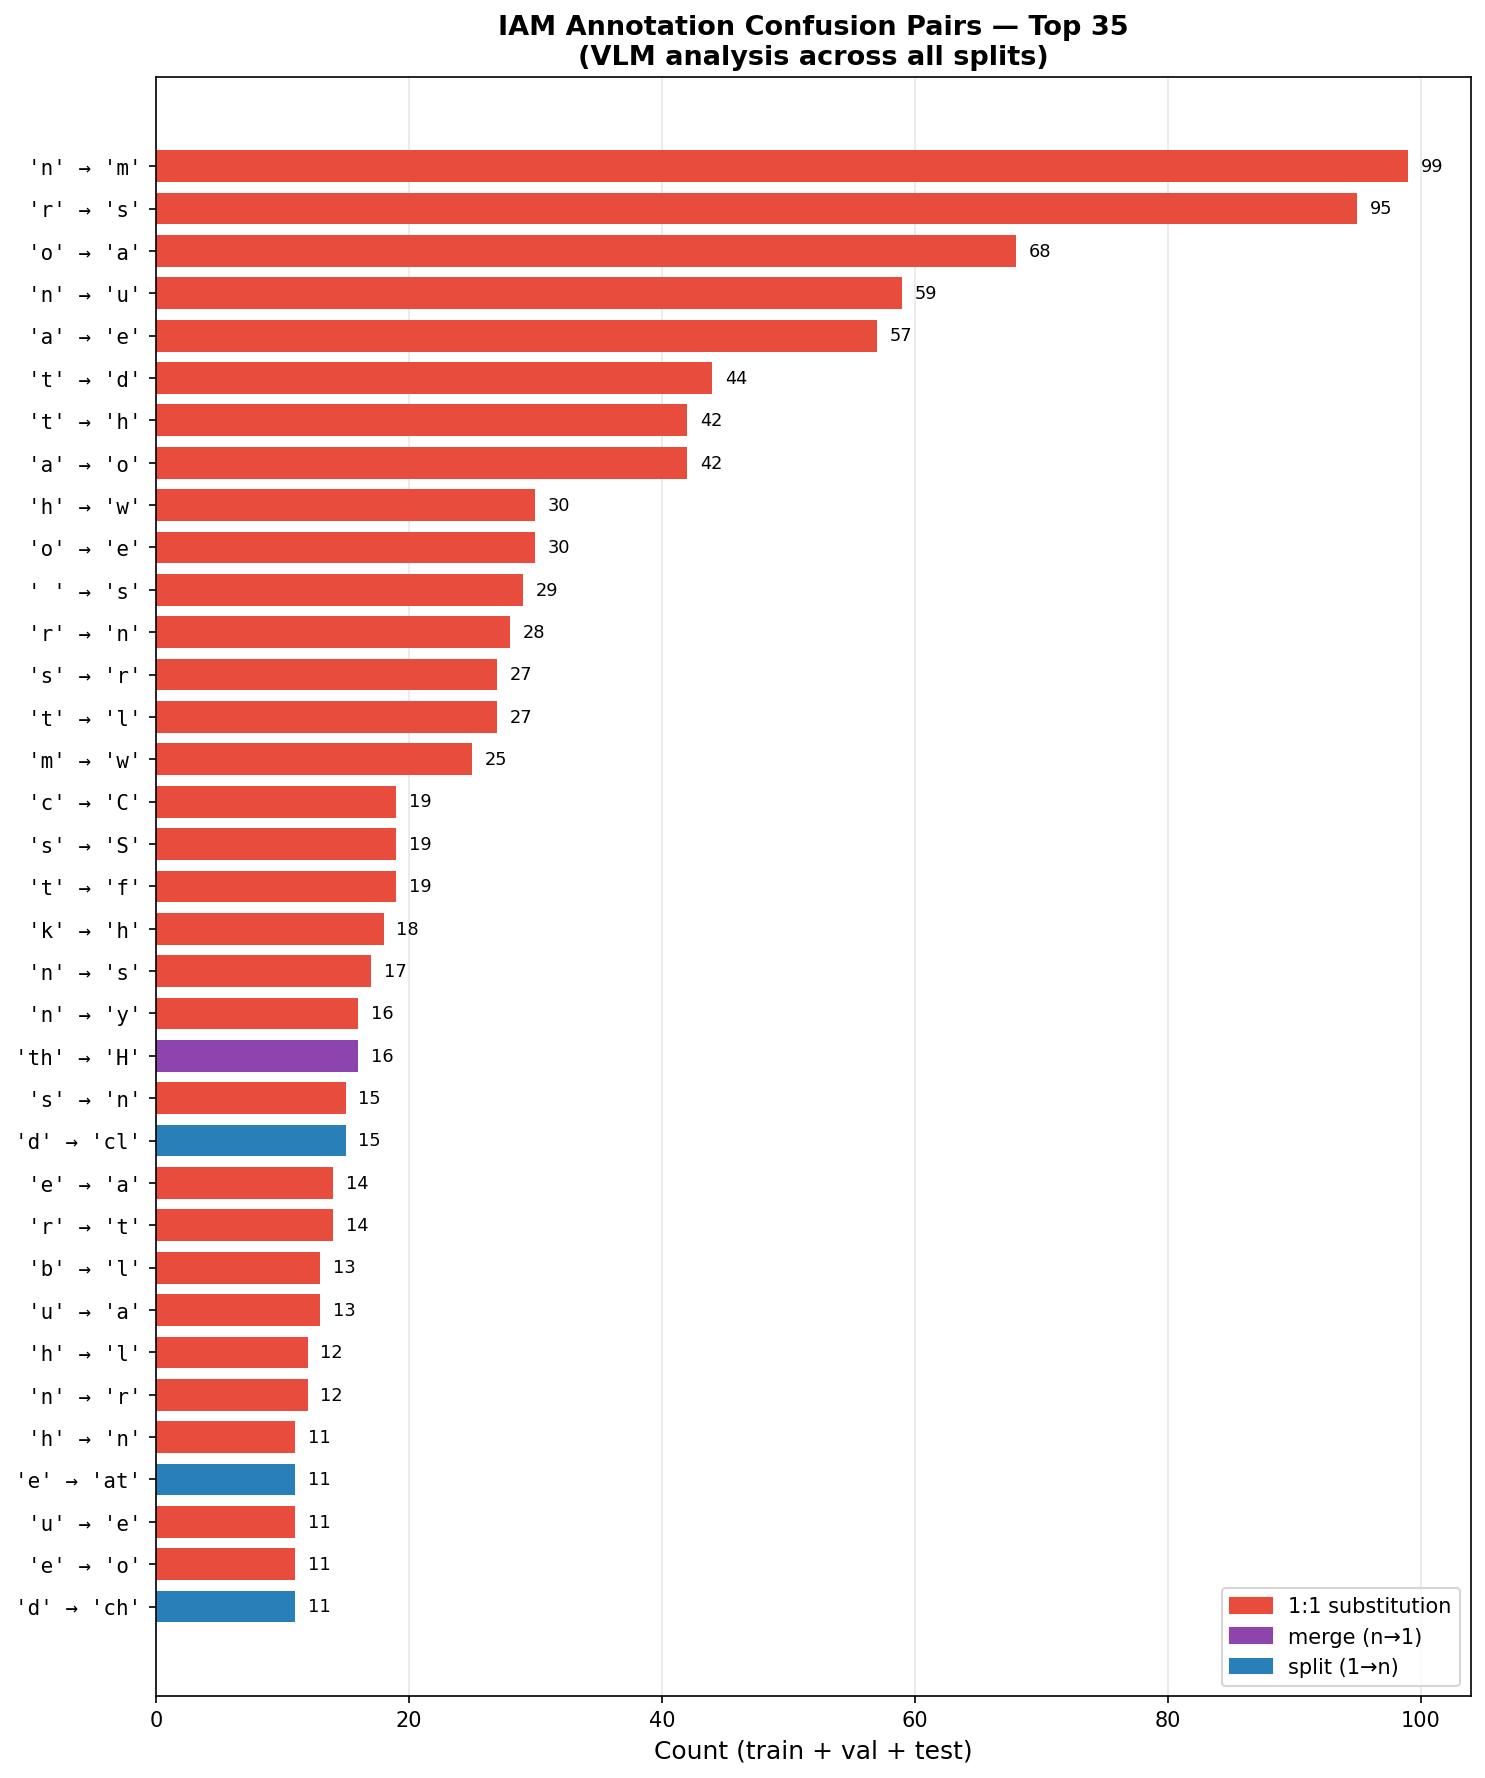 IAM Annotation Confusion Pairs — Top 35
(VLM analysis across all splits)
'n' → 'm' 99
'r' → 's' 95
'o' → 'a' 68
'n' → 'u' 59
'a' → 'e' 57
't' → 'd' 44
't' → 'h' 42
'a' → 'o' 42
'h' → 'w' 30
'o' → 'e' 30
' ' → 's' 29
'r' → 'n' 28
's' → 'r' 27
't' → 'l' 27
'm' → 'w' 25
'c' → 'C' 19
's' → 'S' 19
't' → 'f' 19
'k' → 'h' 18
'n' → 's' 17
'n' → 'y' 16
'th' → 'H' 16
's' → 'n' 15
'd' → 'cl' 15
'e' → 'a' 14
'r' → 't' 14
'b' → 'l' 13
'u' → 'a' 13
'h' → 'l' 12
'n' → 'r' 12
'h' → 'n' 11
'e' → 'at' 11
'u' → 'e' 11
'e' → 'o' 11
'd' → 'ch' 11
1:1 substitution
merge (n→1)
split (1→n)
0 20 40 60 80 100
Count (train + val + test)